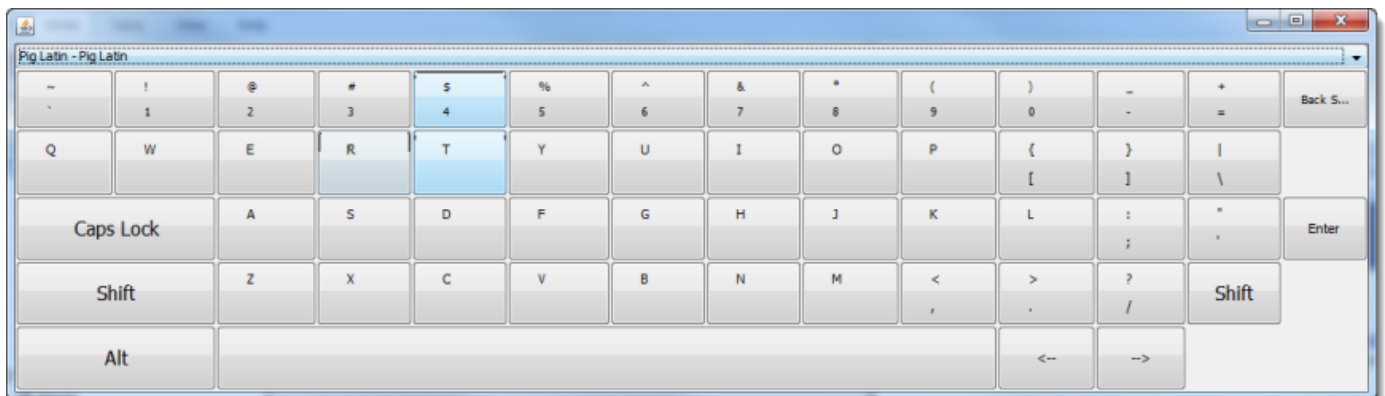 Pig Latin - Pig Latin
~ ! @ # $ % ^ & * ( ) _ +
` 1 2 3 4 5 6 7 8 9 0 - = Back S...
Q W E R T Y U I O P { } |
[ ] \
Caps Lock A S D F G H J K L : "
; ' Enter
Shift Z X C V B N M < > ? Shift
, . /
Alt <-- -->